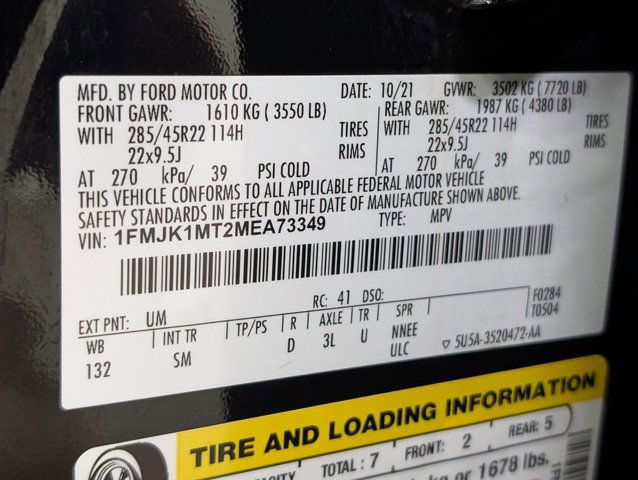 MFD. BY FORD MOTOR CO. DATE: 10/21 GVWR: 3502 KG ( 7720 LB)
FRONT GAWR: 1610 KG ( 3550 LB) REAR GAWR: 1987 KG ( 4380 LB)
WITH 285/45R22 114H TIRES WITH 285/45R22 114H TIRES
22x9.5J RIMS 22x9.5J RIMS
AT 270 kPa/ 39 PSI COLD AT 270 kPa/ 39 PSI COLD
THIS VEHICLE CONFORMS TO ALL APPLICABLE FEDERAL MOTOR VEHICLE
SAFETY STANDARDS IN EFFECT ON THE DATE OF MANUFACTURE SHOWN ABOVE.
VIN: 1FMJK1MT2MEA73349 TYPE: MPV
F0284
T0504
EXT PNT: UM RC: 41 DSO:
WB INT TR TP/PS R AXLE TR SPR
132 SM D 3L U NNEE
ULC
▽ 5U5A-3520472-AA
TIRE AND LOADING INFORMATION
TOTAL : 7 FRONT: 2 REAR: 5
kg or 1678 lbs.